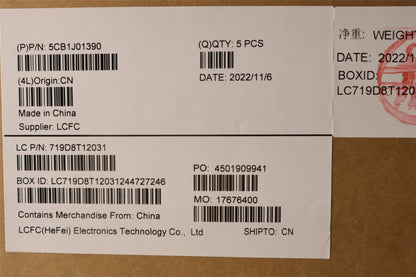 (P)P/N: 5CB1J01390
(Q)QTY: 5 PCS
(4L)Origin:CN
DATE: 2022/11/6
Made in China
Supplier: LCFC
LC P/N: 719D8T12031
PO: 4501909941
BOX ID: LC719D8T12031244727246
MO: 17676400
Contains Merchandise From: China
LCFC(HeFei) Electronics Technology Co., Ltd
SHIPTO: CN
净重: WEIGHT
DATE: 2022/1
BOXID:
LC719D8T1203